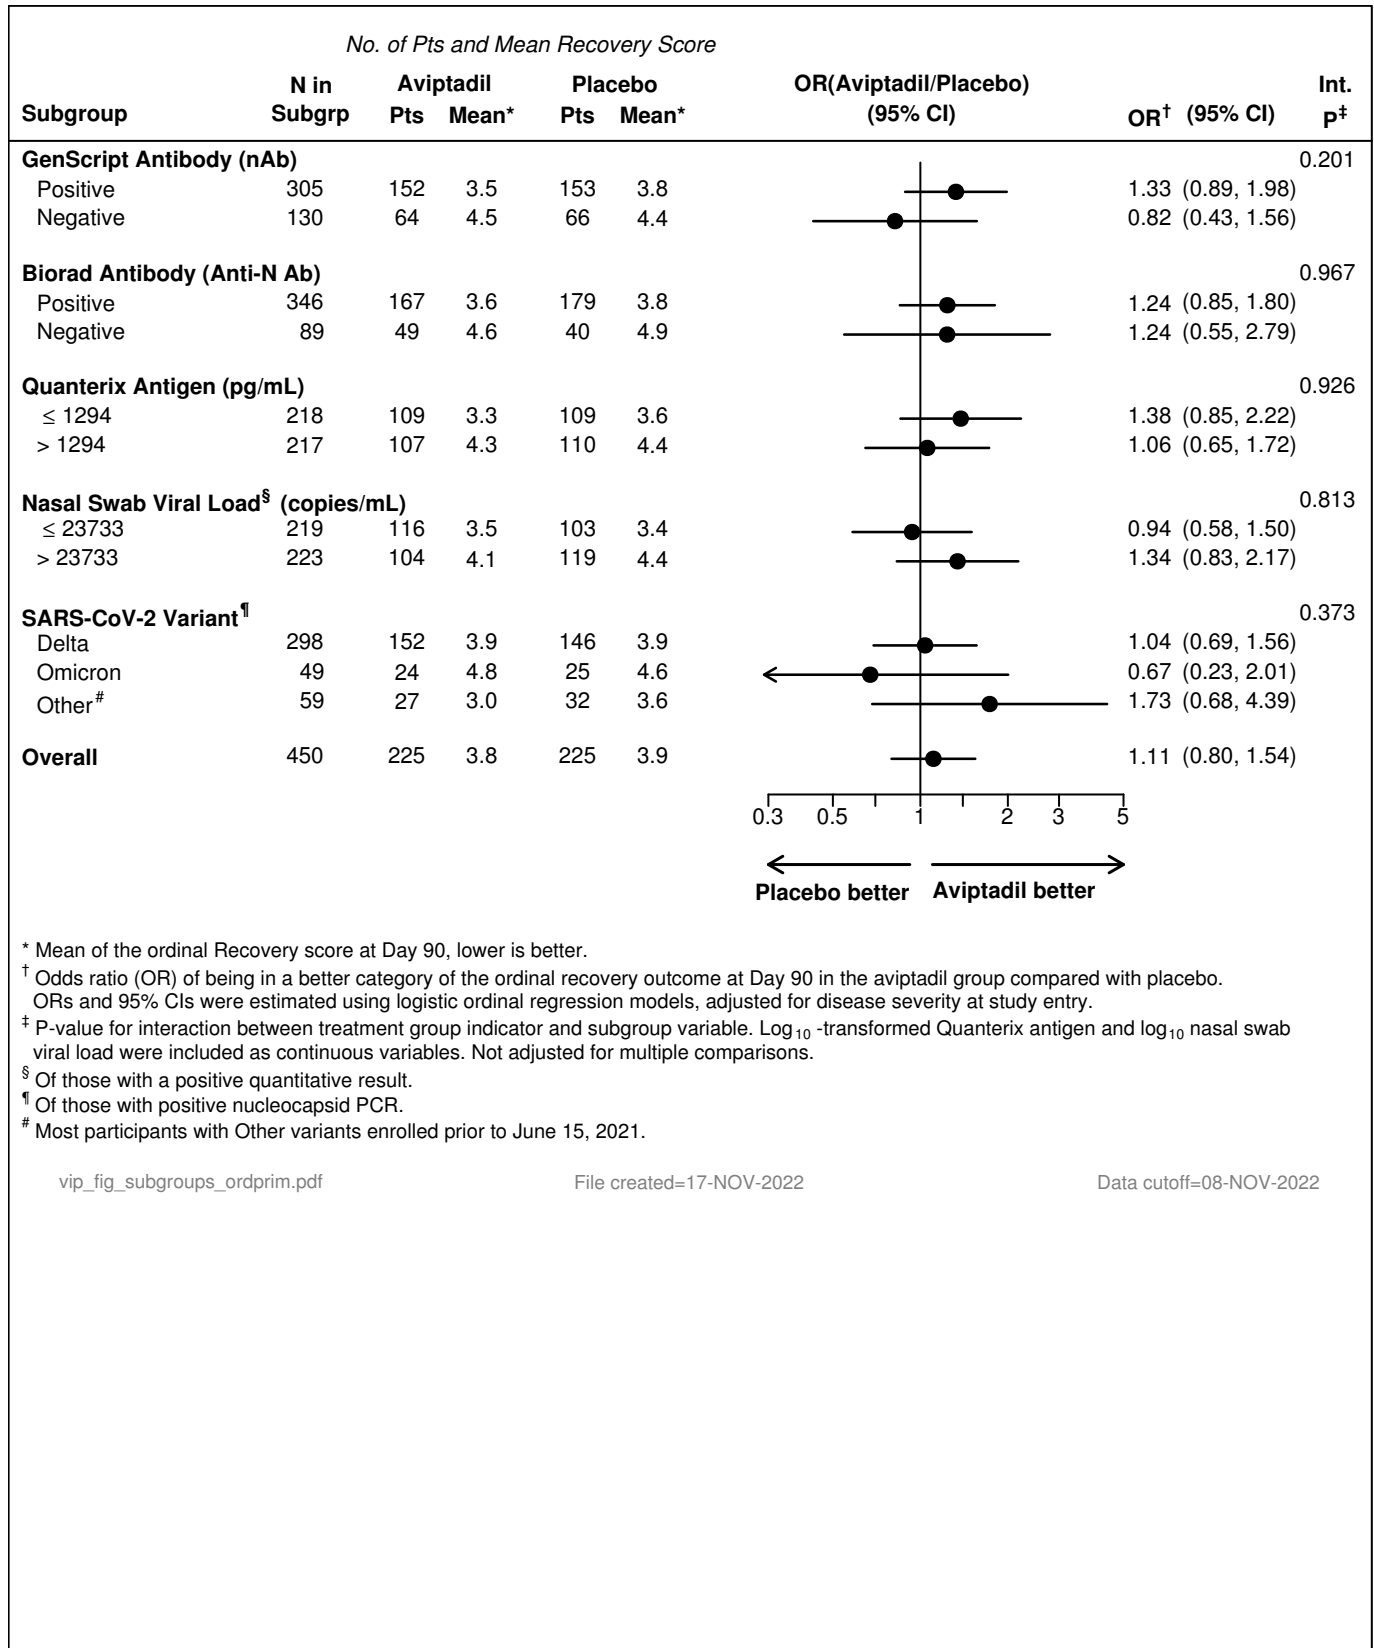 No. of Pts and Mean Recovery Score
N in Aviptadil Placebo OR(Aviptadil/Placebo) Int.
Subgroup Subgrp Pts Mean* Pts Mean* (95% CI) OR† (95% CI) P‡
GenScript Antibody (nAb) 0.201
Positive 305 152 3.5 153 3.8 1.33 (0.89, 1.98)
Negative 130 64 4.5 66 4.4 0.82 (0.43, 1.56)
Biorad Antibody (Anti-N Ab) 0.967
Positive 346 167 3.6 179 3.8 1.24 (0.85, 1.80)
Negative 89 49 4.6 40 4.9 1.24 (0.55, 2.79)
Quanterix Antigen (pg/mL) 0.926
≤ 1294 218 109 3.3 109 3.6 1.38 (0.85, 2.22)
> 1294 217 107 4.3 110 4.4 1.06 (0.65, 1.72)
Nasal Swab Viral Load§ (copies/mL) 0.813
≤ 23733 219 116 3.5 103 3.4 0.94 (0.58, 1.50)
> 23733 223 104 4.1 119 4.4 1.34 (0.83, 2.17)
SARS-CoV-2 Variant¶ 0.373
Delta 298 152 3.9 146 3.9 1.04 (0.69, 1.56)
Omicron 49 24 4.8 25 4.6 0.67 (0.23, 2.01)
Other# 59 27 3.0 32 3.6 1.73 (0.68, 4.39)
Overall 450 225 3.8 225 3.9 1.11 (0.80, 1.54)
0.3 0.5 1 2 3 5
Placebo better Aviptadil better
* Mean of the ordinal Recovery score at Day 90, lower is better.
† Odds ratio (OR) of being in a better category of the ordinal recovery outcome at Day 90 in the aviptadil group compared with placebo.
ORs and 95% CIs were estimated using logistic ordinal regression models, adjusted for disease severity at study entry.
‡ P-value for interaction between treatment group indicator and subgroup variable. Log₁₀ -transformed Quanterix antigen and log₁₀ nasal swab
viral load were included as continuous variables. Not adjusted for multiple comparisons.
§ Of those with a positive quantitative result.
¶ Of those with positive nucleocapsid PCR.
# Most participants with Other variants enrolled prior to June 15, 2021.
vip_fig_subgroups_ordprim.pdf File created=17-NOV-2022 Data cutoff=08-NOV-2022